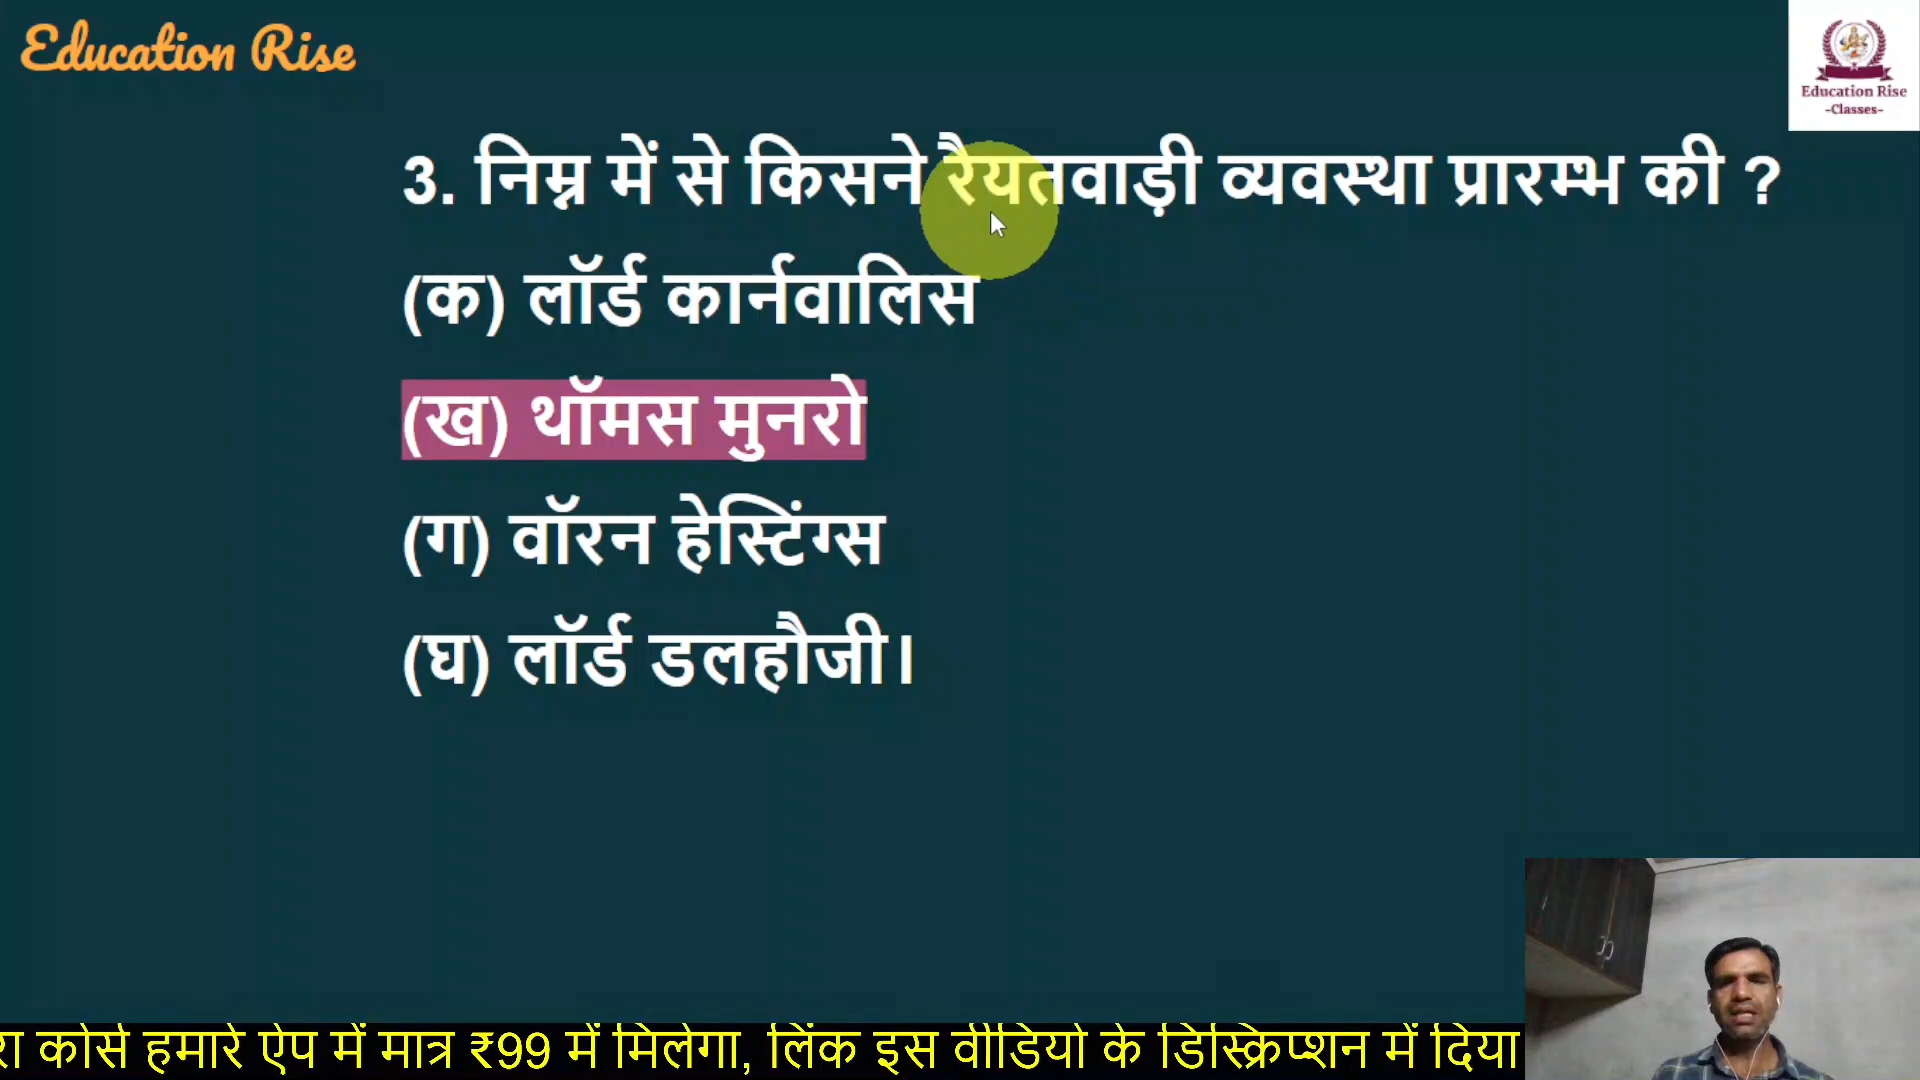 Education Rise
Education Rise
-Classes-
3. निम्न में से किसने रैयतवाड़ी व्यवस्था प्रारम्भ की ?
(क) लॉर्ड कार्नवालिस
(ख) थॉमस मुनरो
(ग) वॉरन हेस्टिंग्स
(घ) लॉर्ड डलहौजी।
कोर्स हमारे ऐप में मात्र ₹99 में मिलेगा, लिंक इस वीडियो के डिस्क्रिप्शन में दिया